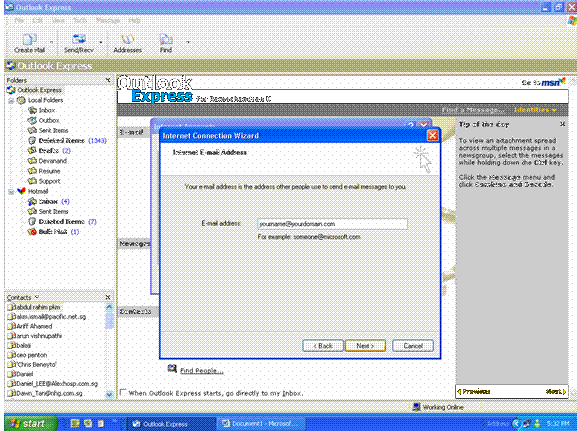 Outlook Express
File Edit View Tools Message Help
Create Mail Send/Recv Addresses Find
Outlook Express
Folders
Outlook Express
Local Folders
Inbox
Outbox
Sent Items
Deleted Items (1343)
Drafts (2)
Devanand
Resume
Support
Hotmail
Inbox (4)
Sent Items
Deleted Items (7)
Bulk Mail (1)
Contacts
abdul rahim
akm.ismail@pacific.net.sg
Ariff Ahamed
arun vishnupathi
balaji
ceo penton
'Chris Beneyto'
Daniel
Daniel_LEE@Alexhosp.com.sg
Dawn_Tan@nhg.com.sg
Outlook
Express
Go to msn
Find a Message... Identities
E-mail
Newsgroups
Contacts
Find People...
When Outlook Express starts, go directly to my Inbox.
Internet Connection Wizard
Internet E-mail Address
Your e-mail address is the address other people use to send e-mail messages to you.
E-mail address: yourname@yourdomain.com
For example: someone@microsoft.com
< Back Next > Cancel
Tip of the day
To view an attachment spread
across multiple messages in a
newsgroup, select the messages
while holding down the Ctrl key.
Click the Message menu and
click Combine and Decode.
Previous Next
Working Online
start Outlook Express Document1 - Microsof... Address 5:32 PM